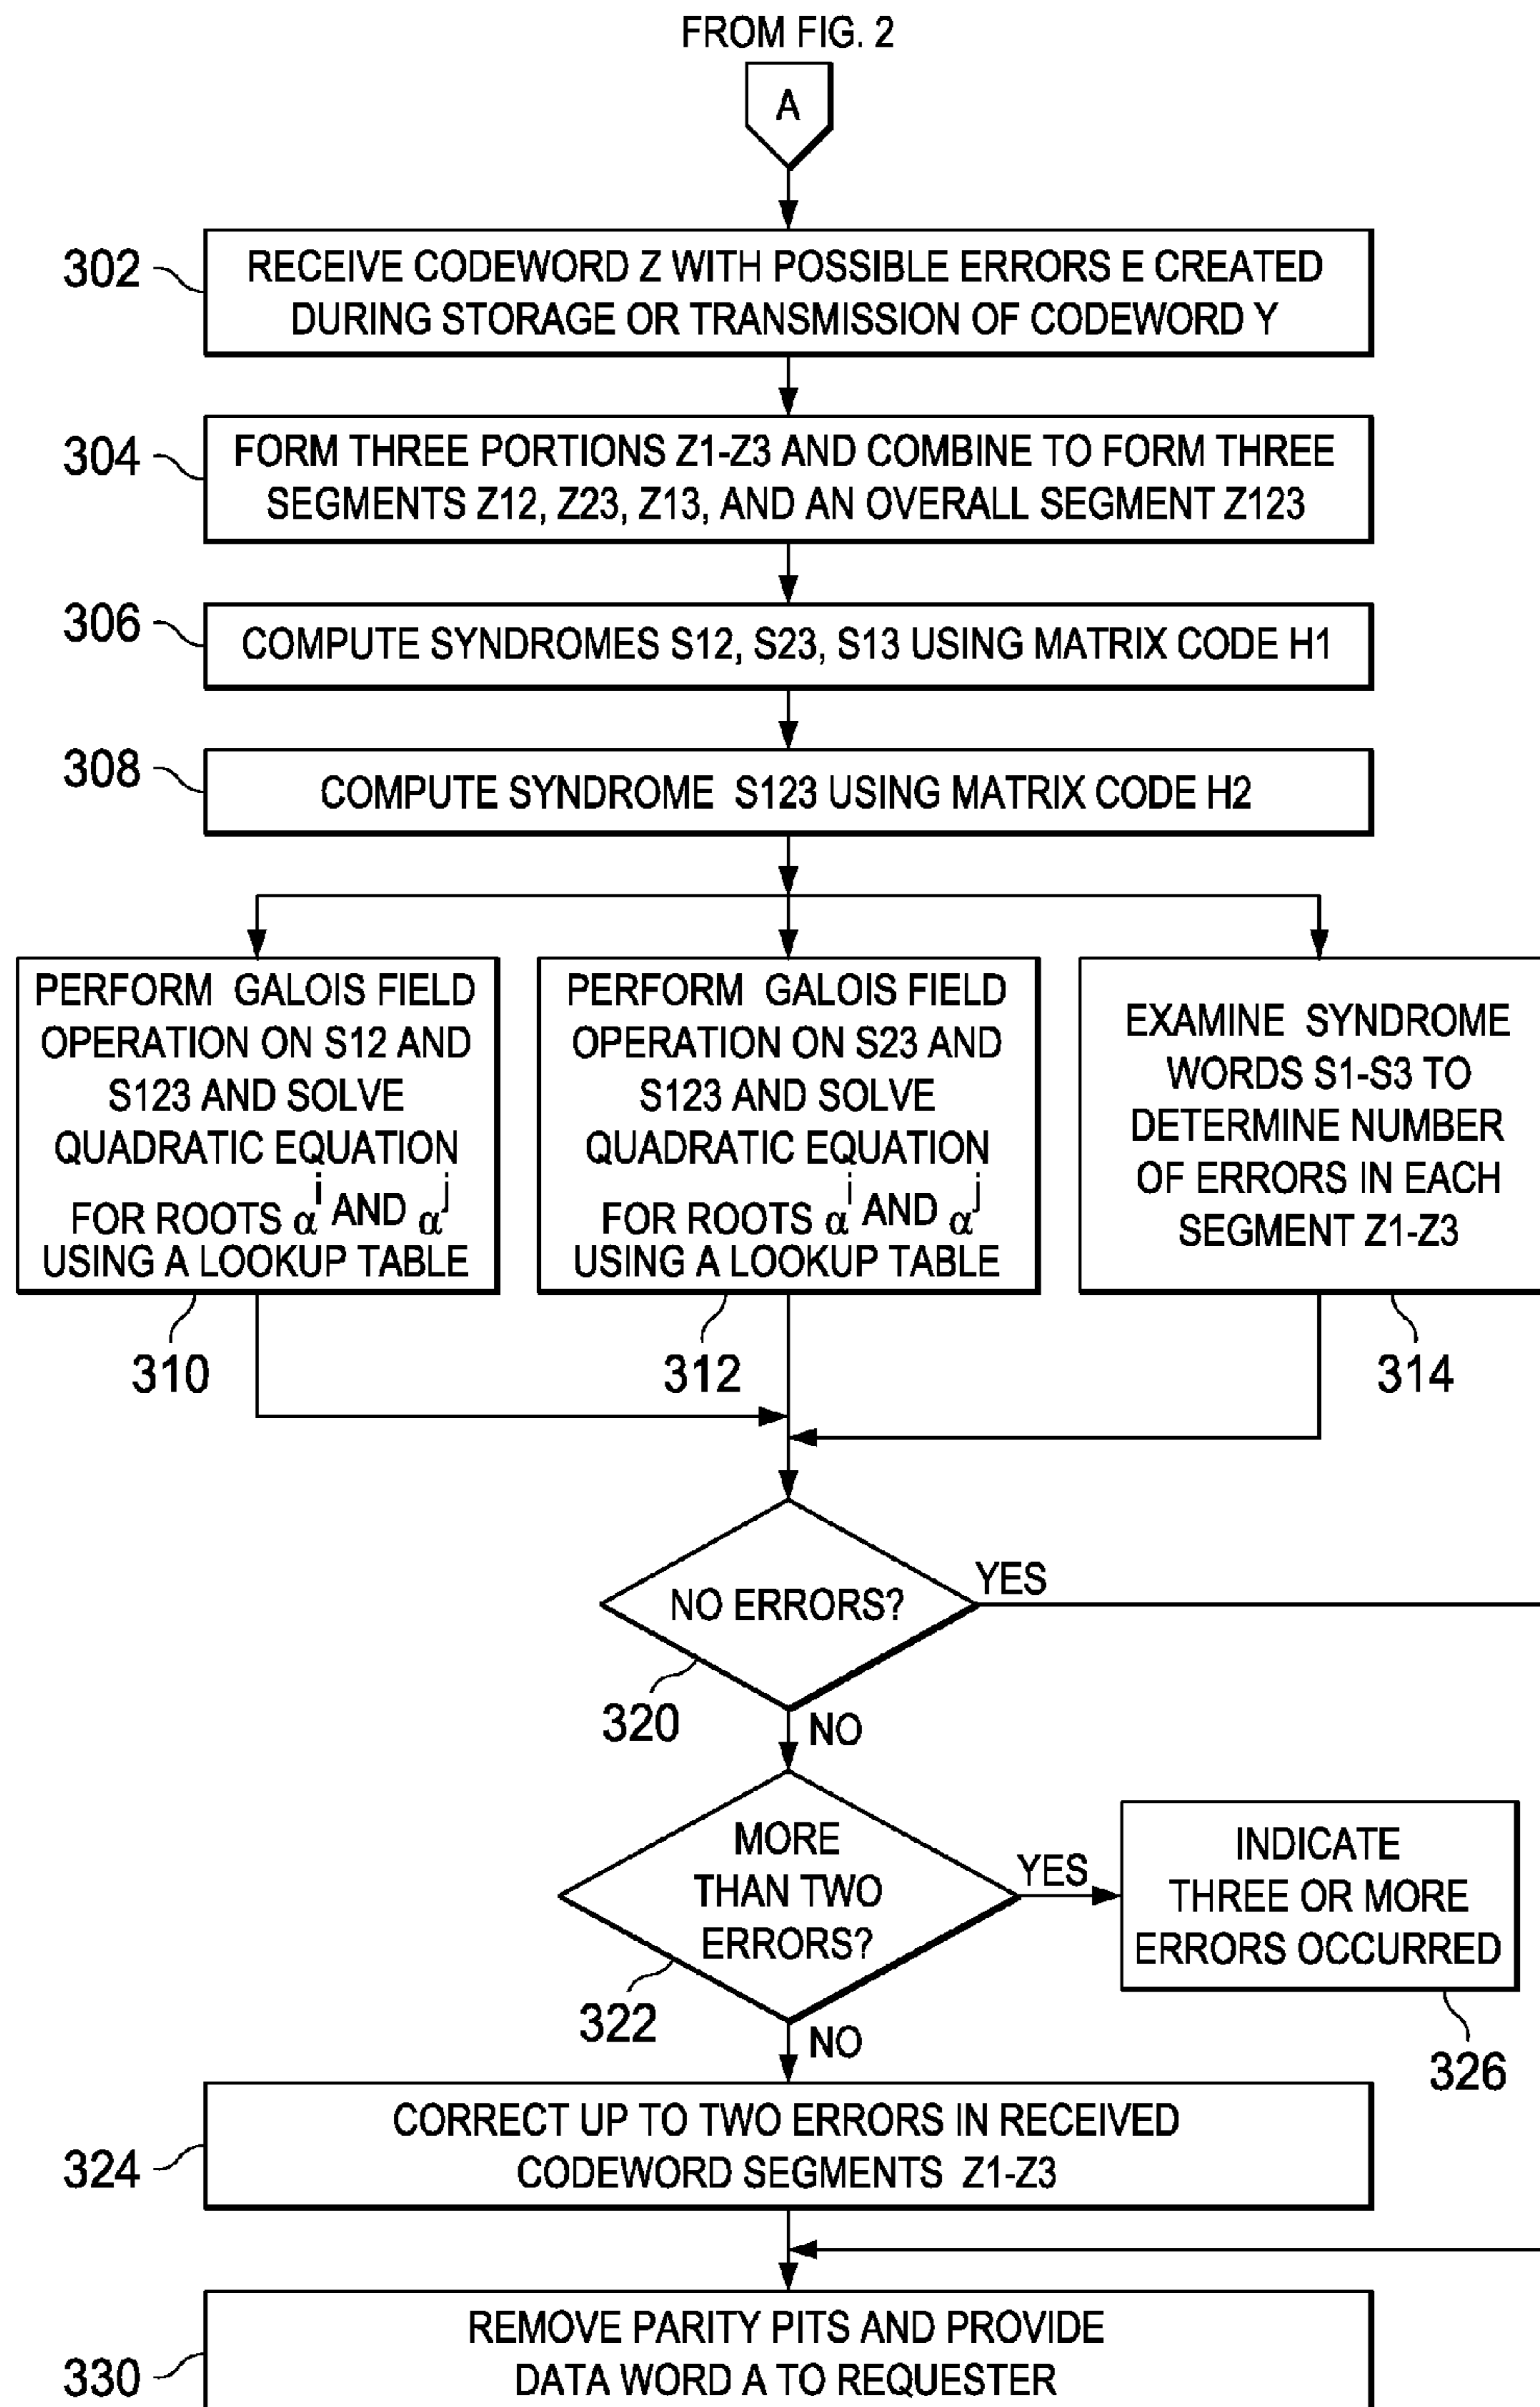 FROM FIG. 2
A
302
RECEIVE CODEWORD Z WITH POSSIBLE ERRORS E CREATED
DURING STORAGE OR TRANSMISSION OF CODEWORD Y
304
FORM THREE PORTIONS Z1-Z3 AND COMBINE TO FORM THREE
SEGMENTS Z12, Z23, Z13, AND AN OVERALL SEGMENT Z123
306
COMPUTE SYNDROMES S12, S23, S13 USING MATRIX CODE H1
308
COMPUTE SYNDROME S123 USING MATRIX CODE H2
PERFORM GALOIS FIELD
OPERATION ON S12 AND
S123 AND SOLVE
QUADRATIC EQUATION
FOR ROOTS α^i AND α^j
USING A LOOKUP TABLE
310
PERFORM GALOIS FIELD
OPERATION ON S23 AND
S123 AND SOLVE
QUADRATIC EQUATION
FOR ROOTS α^i AND α^j
USING A LOOKUP TABLE
312
EXAMINE SYNDROME
WORDS S1-S3 TO
DETERMINE NUMBER
OF ERRORS IN EACH
SEGMENT Z1-Z3
314
NO ERRORS?
YES
320
NO
MORE
THAN TWO
ERRORS?
YES
322
NO
INDICATE
THREE OR MORE
ERRORS OCCURRED
326
324
CORRECT UP TO TWO ERRORS IN RECEIVED
CODEWORD SEGMENTS Z1-Z3
330
REMOVE PARITY PITS AND PROVIDE
DATA WORD A TO REQUESTER